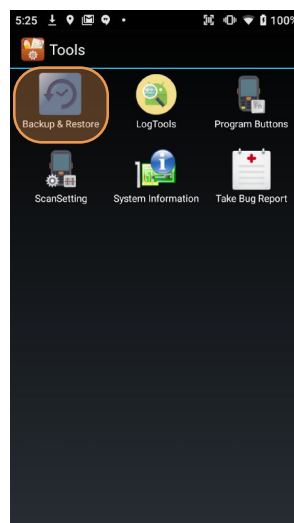 5:25 100%
Tools
Backup & Restore LogTools Program Buttons
ScanSetting System Information Take Bug Report